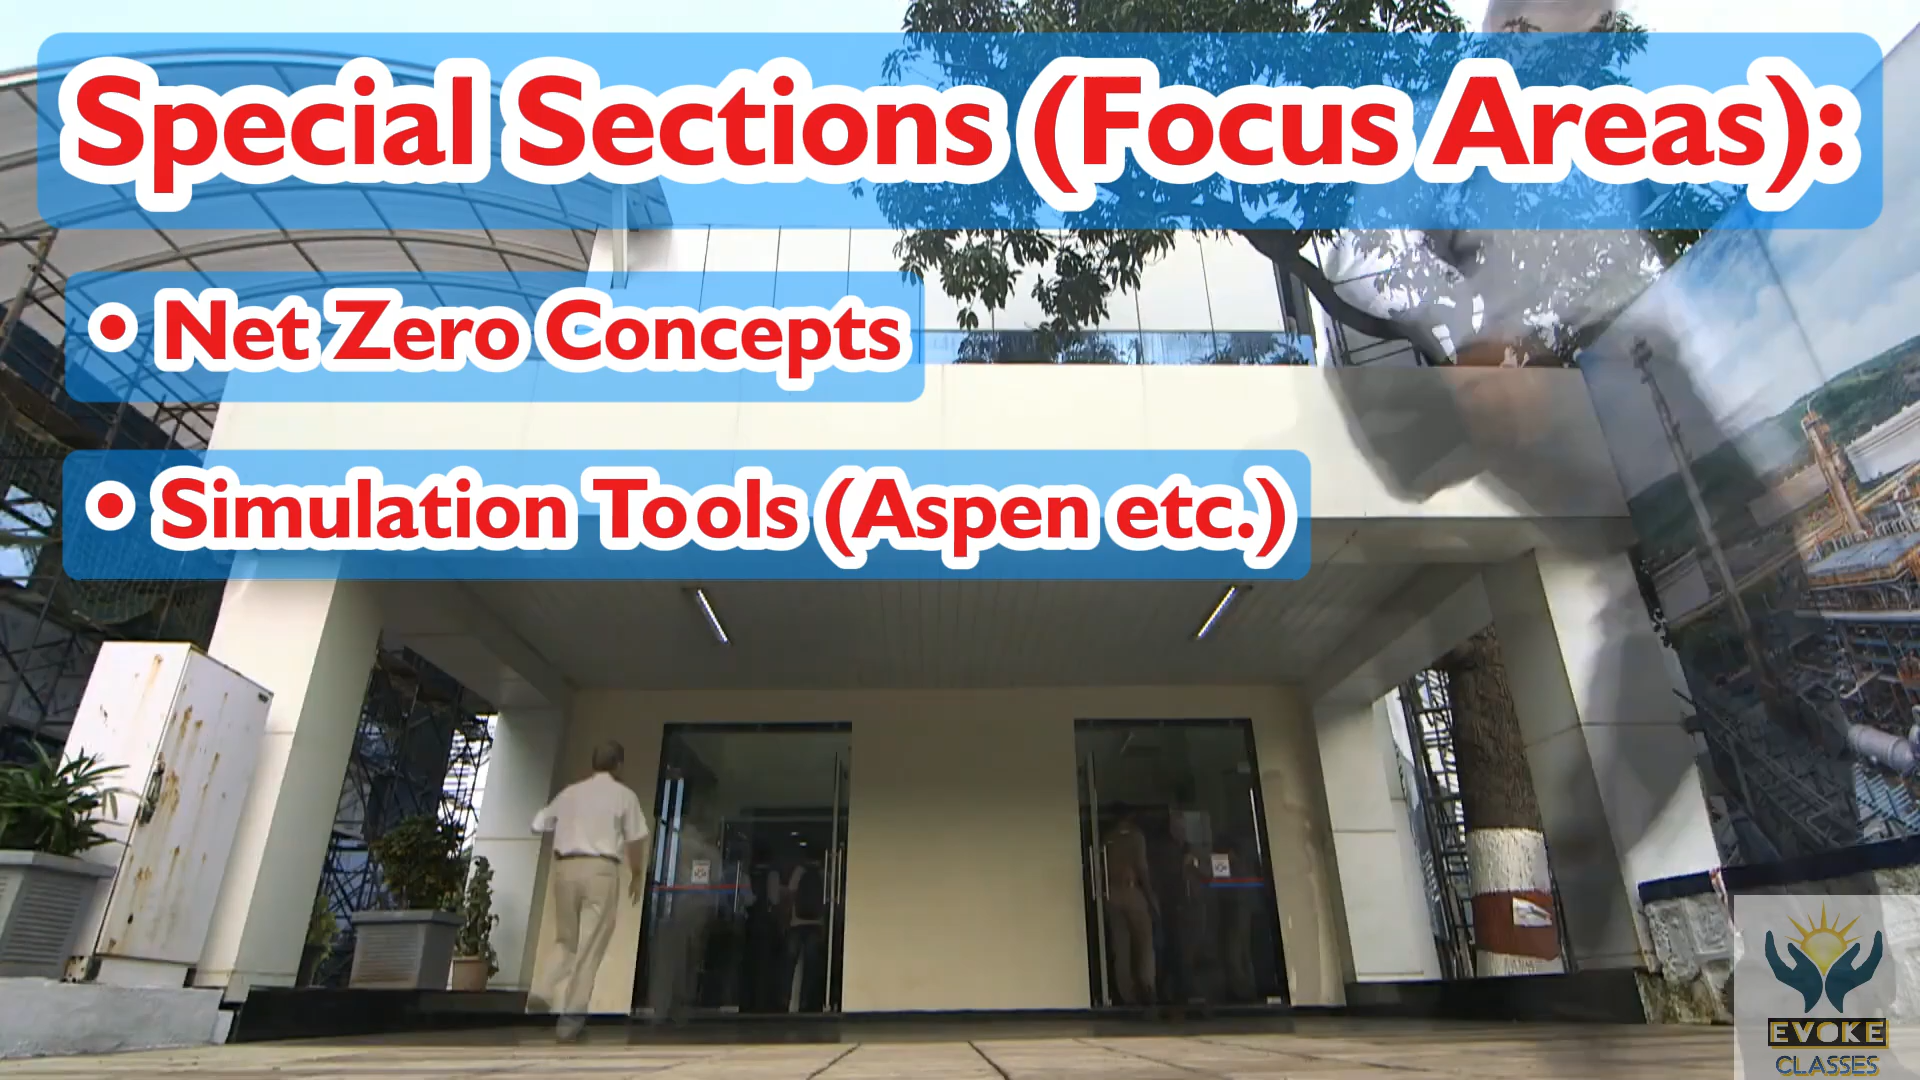 Special Sections (Focus Areas):
• Net Zero Concepts
• Simulation Tools (Aspen etc.)
EVOKE
CLASSES